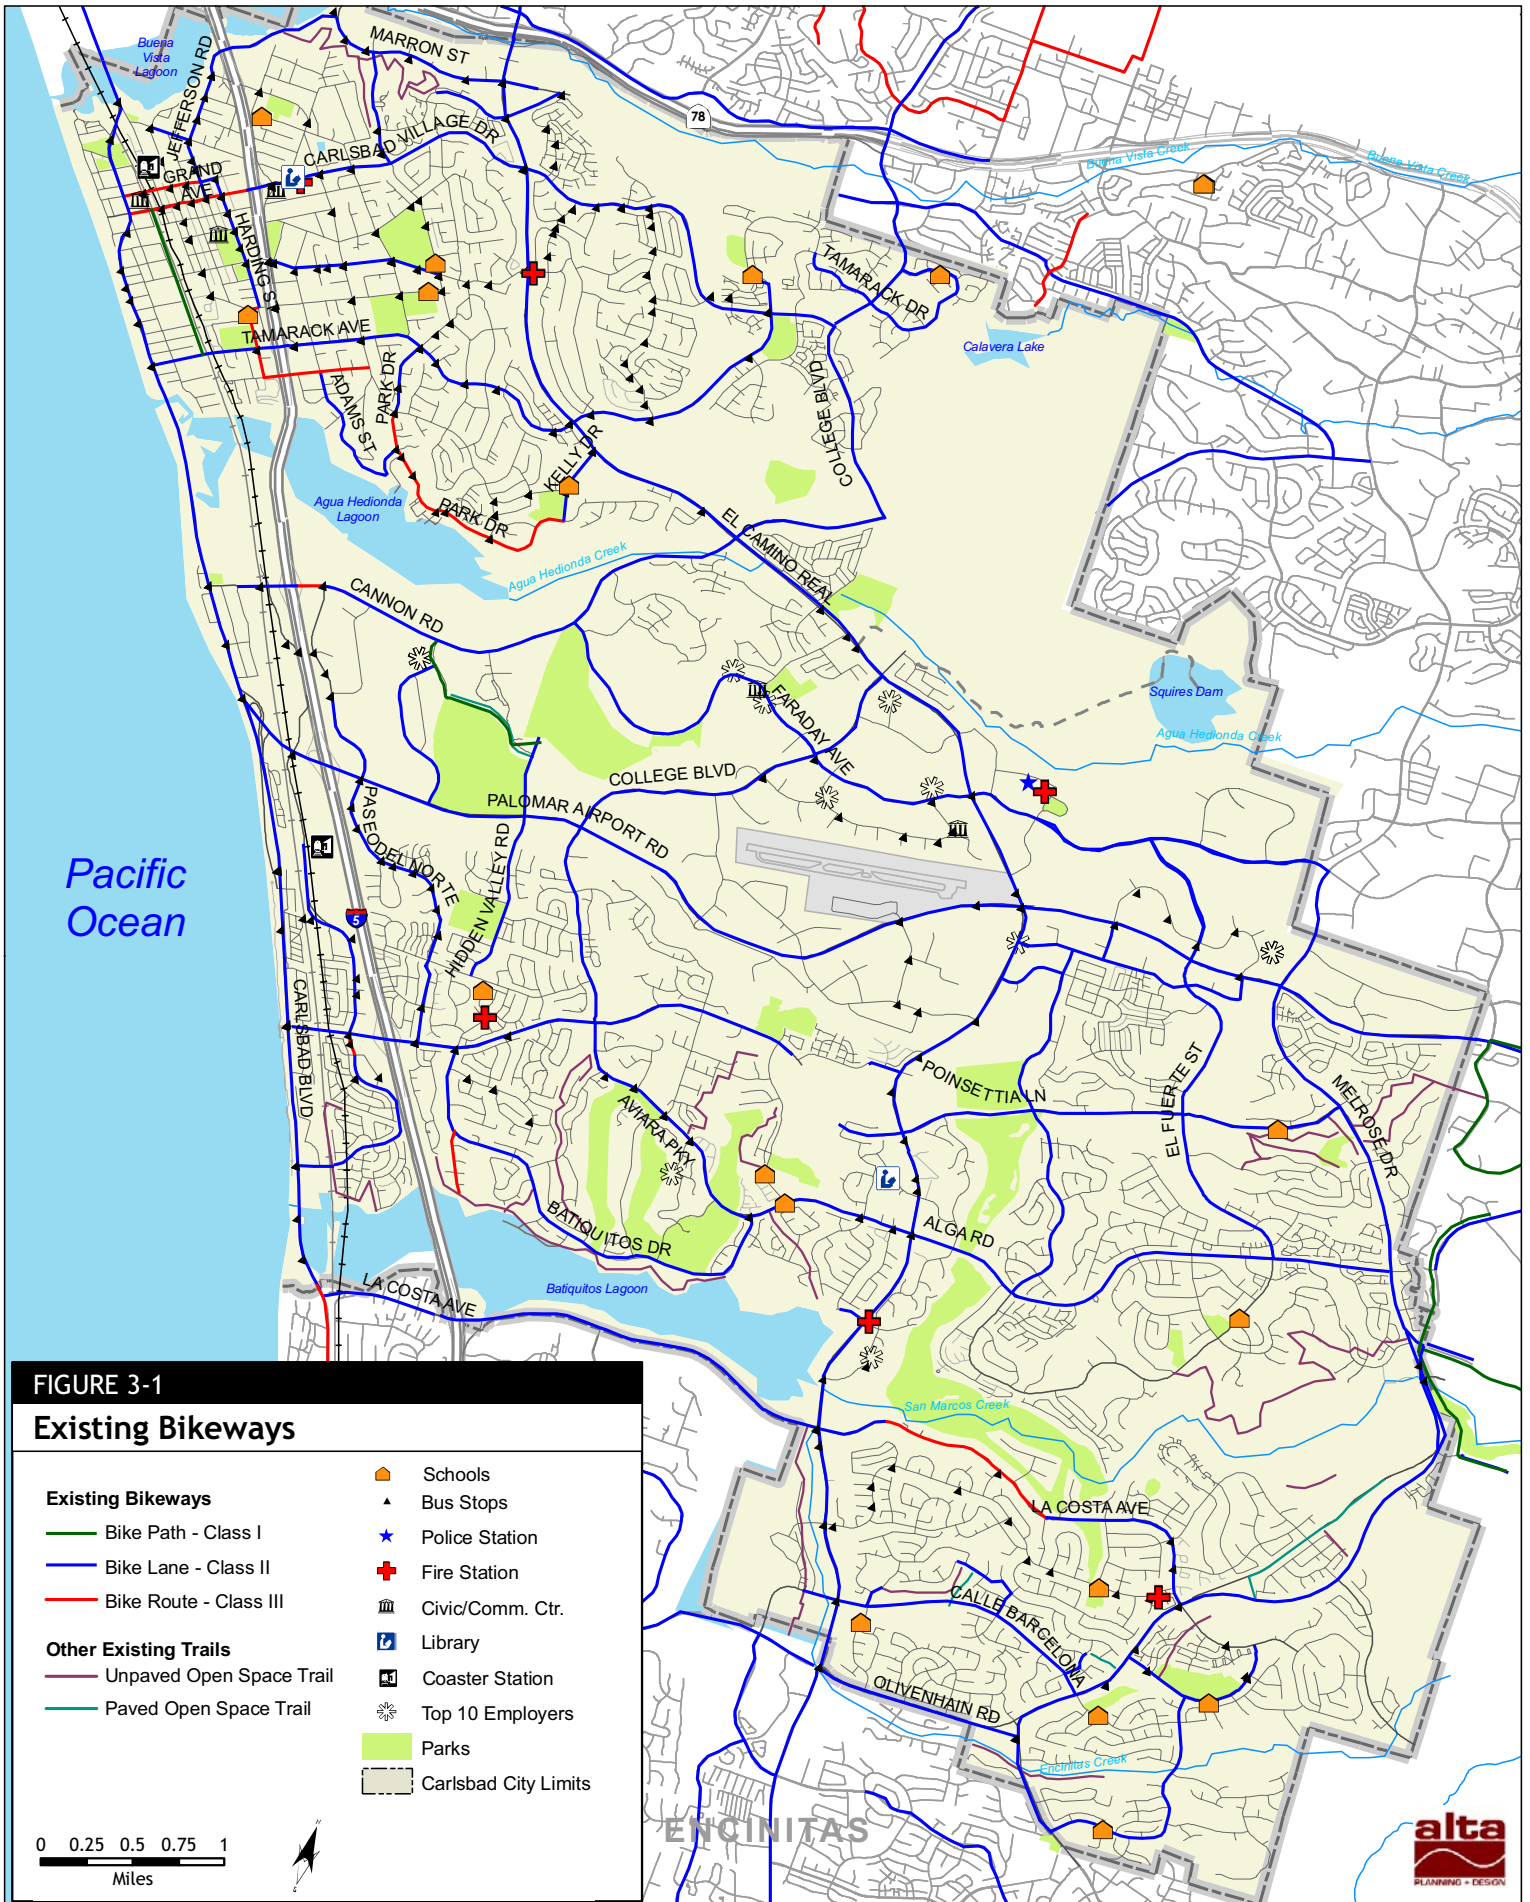 Buena
Vista
Lagoon
JEFFERSON RD
MARRON ST
78
Buena Vista Creek
Buena Vista Creek
CARLSBAD VILLAGE DR
GRAND
AVE
HARDING ST
TAMARACK DR
TAMARACK AVE
Calavera Lake
PARK DR
ADAMS ST
COLLEGE BLVD
KELLY DR
Agua Hedionda
Lagoon
PARK DR
EL CAMINO REAL
Agua Hedionda Creek
CANNON RD
Squires Dam
Agua Hedionda Creek
FARADAY AVE
COLLEGE BLVD
PALOMAR AIRPORT RD
PASEO DEL NORTE
HIDDEN VALLEY RD
Pacific
Ocean
5
CARLSBAD BLVD
POINSETTIA LN
EL FUERTE ST
MELROSE DR
AVIARA PKY
BATIQUITOS DR
ALGA RD
LA COSTA AVE
Batiquitos Lagoon
San Marcos Creek
LA COSTA AVE
CALLE BARCELONA
OLIVENHAIN RD
Encinitas Creek
ENCINITAS
FIGURE 3-1
Existing Bikeways
Existing Bikeways
Bike Path - Class I
Bike Lane - Class II
Bike Route - Class III
Other Existing Trails
Unpaved Open Space Trail
Paved Open Space Trail
Schools
Bus Stops
Police Station
Fire Station
Civic/Comm. Ctr.
Library
Coaster Station
Top 10 Employers
Parks
Carlsbad City Limits
0 0.25 0.5 0.75 1
Miles
alta
PLANNING + DESIGN